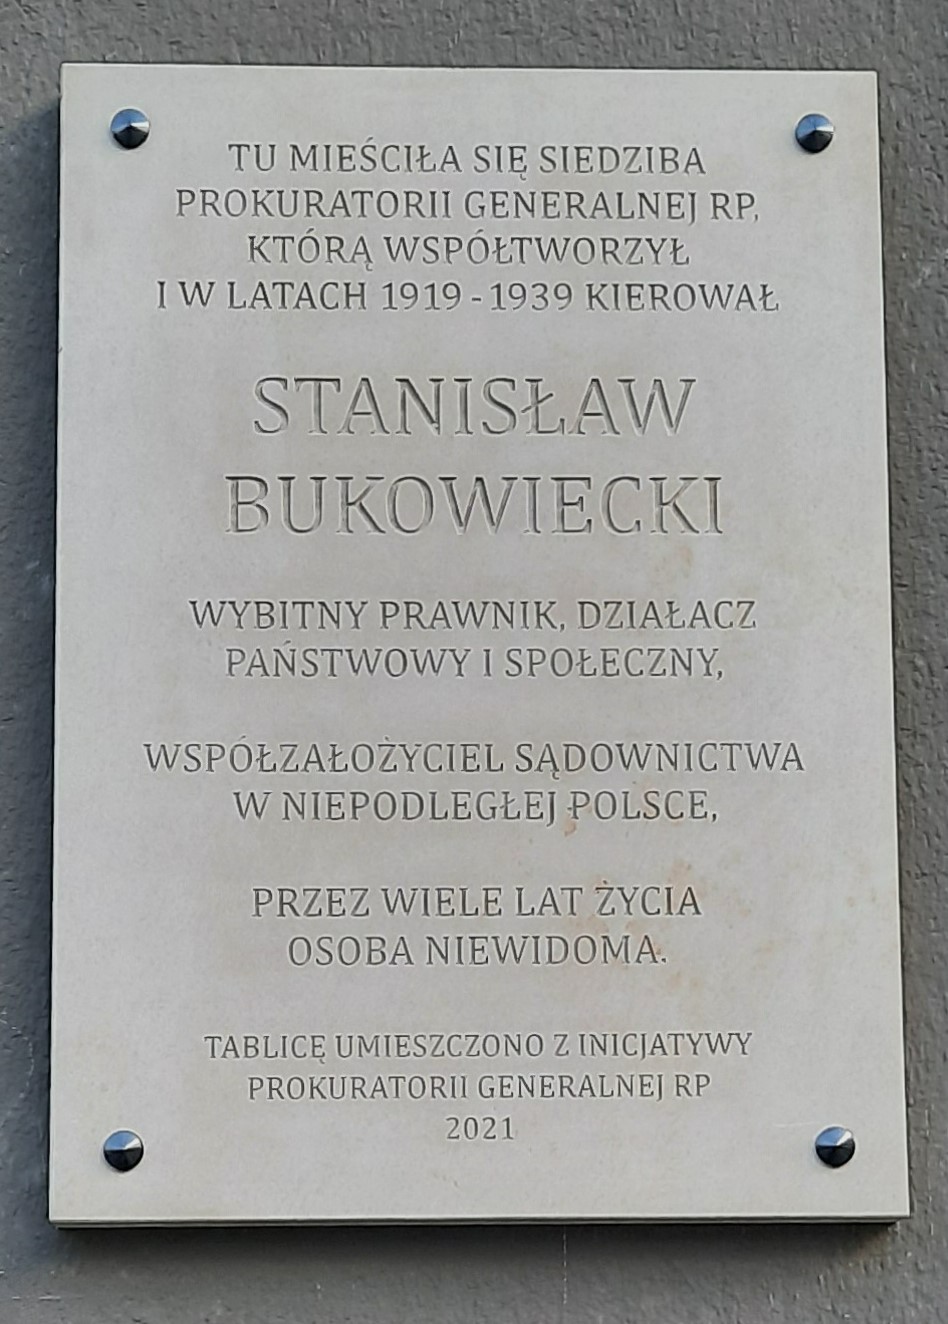 TU MIEŚCIŁA SIĘ SIEDZIBA
PROKURATORII GENERALNEJ RP,
KTÓRĄ WSPÓŁTWORZYŁ
I W LATACH 1919 - 1939 KIEROWAŁ
STANISŁAW
BUKOWIECKI
WYBITNY PRAWNIK, DZIAŁACZ
PAŃSTWOWY I SPOŁECZNY,
WSPÓŁZAŁOŻYCIEL SĄDOWNICTWA
W NIEPODLEGŁEJ POLSCE,
PRZEZ WIELE LAT ŻYCIA
OSOBA NIEWIDOMA.
TABLICĘ UMIESZCZONO Z INICJATYWY
PROKURATORII GENERALNEJ RP
2021